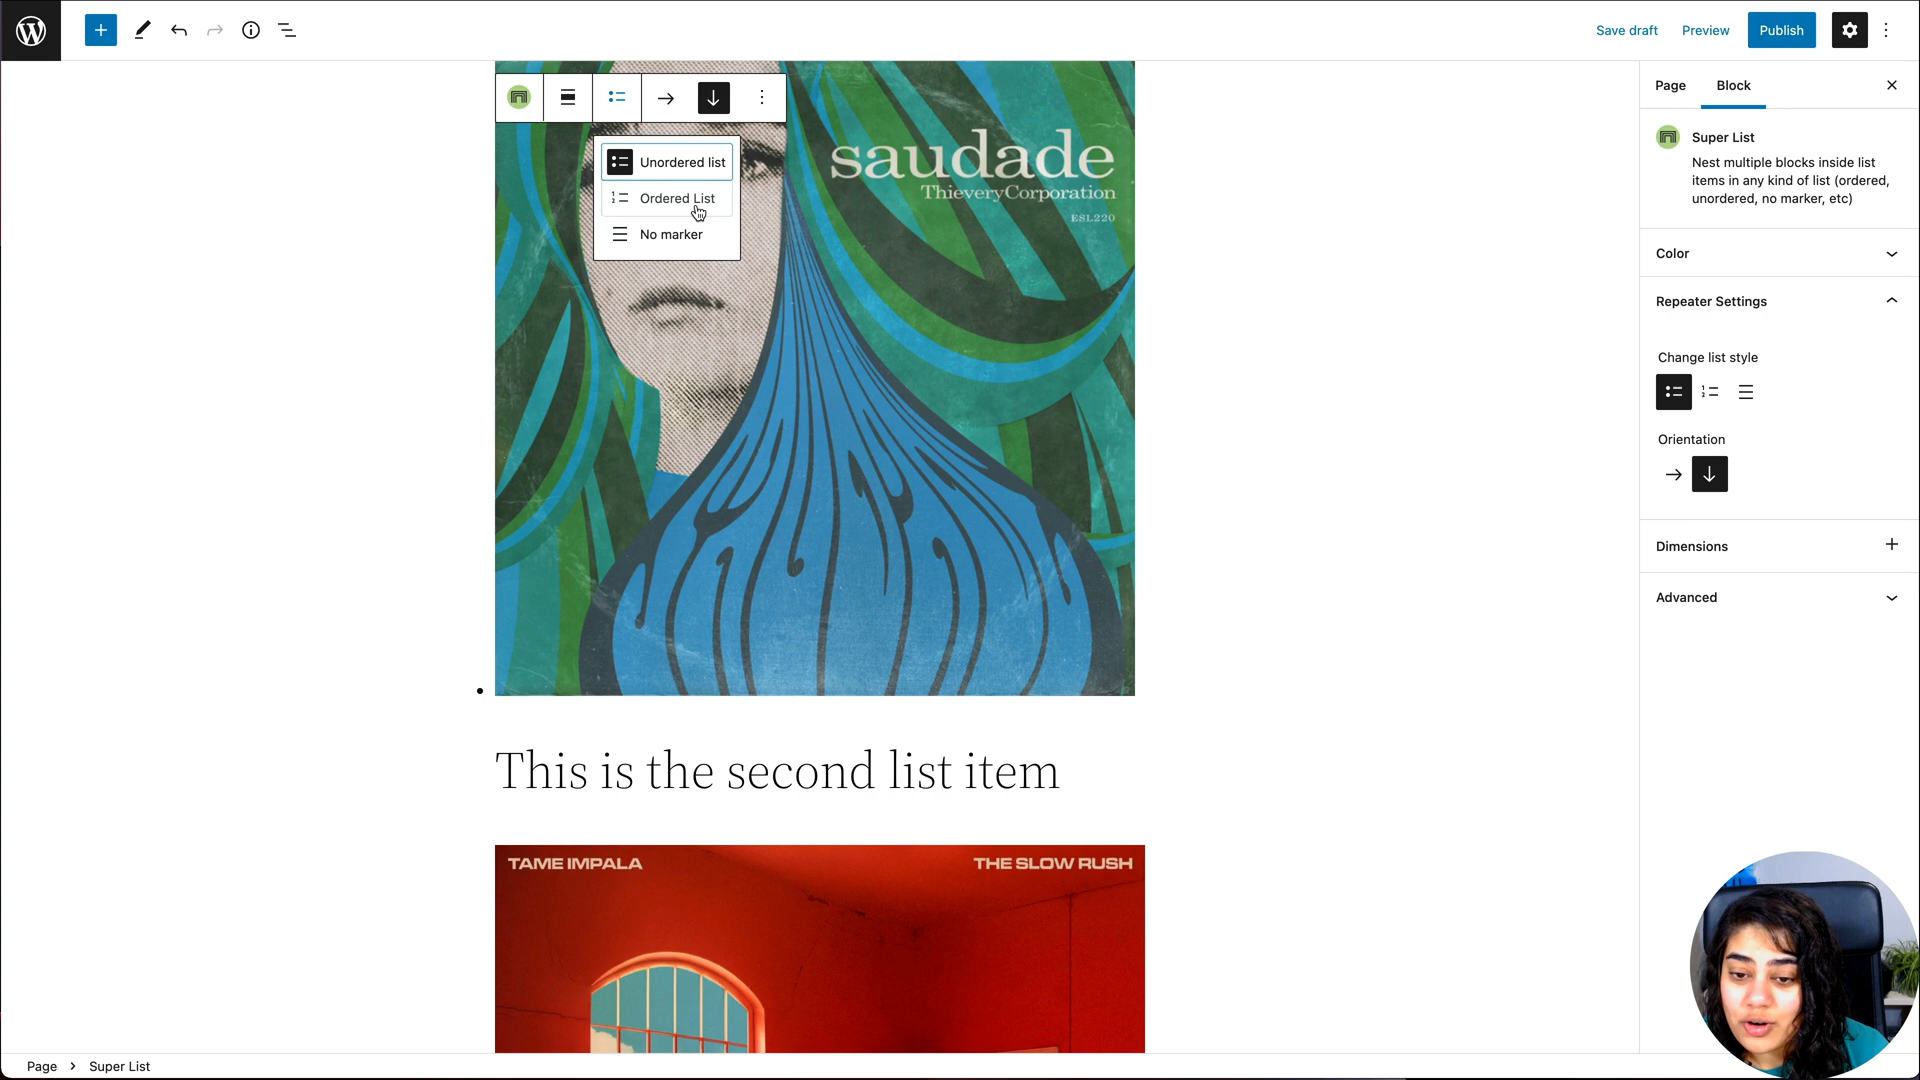 Save draft
Preview
Publish
Unordered list
Ordered List
No marker
saudade
ThieveryCorporation
ESL220
Page
Block
Super List
Nest multiple blocks inside list
items in any kind of list (ordered,
unordered, no marker, etc)
Color
Repeater Settings
Change list style
Orientation
Dimensions
Advanced
This is the second list item
TAME IMPALA
THE SLOW RUSH
Page
Super List